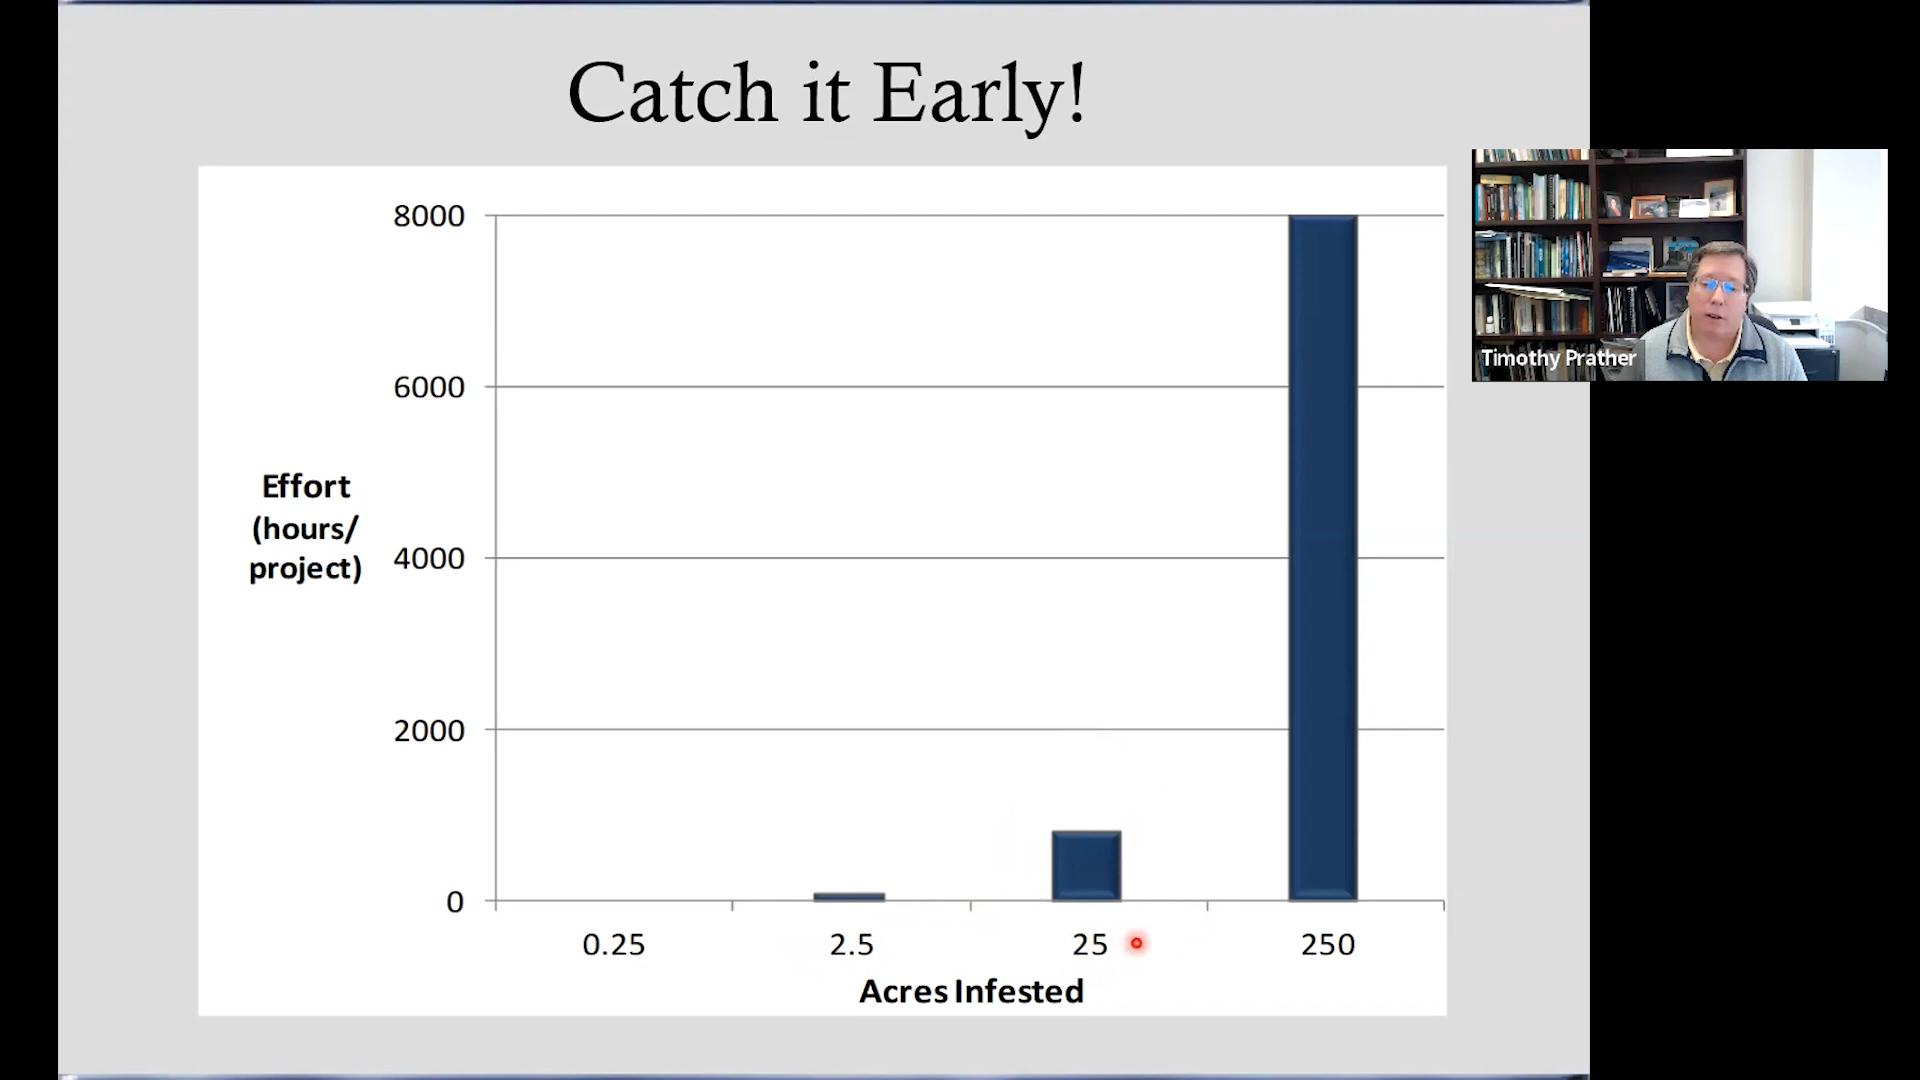 Catch it Early!
8000
6000
4000
2000
0
Effort
(hours/
project)
0.25
2.5
25
250
Acres Infested
Timothy Prather